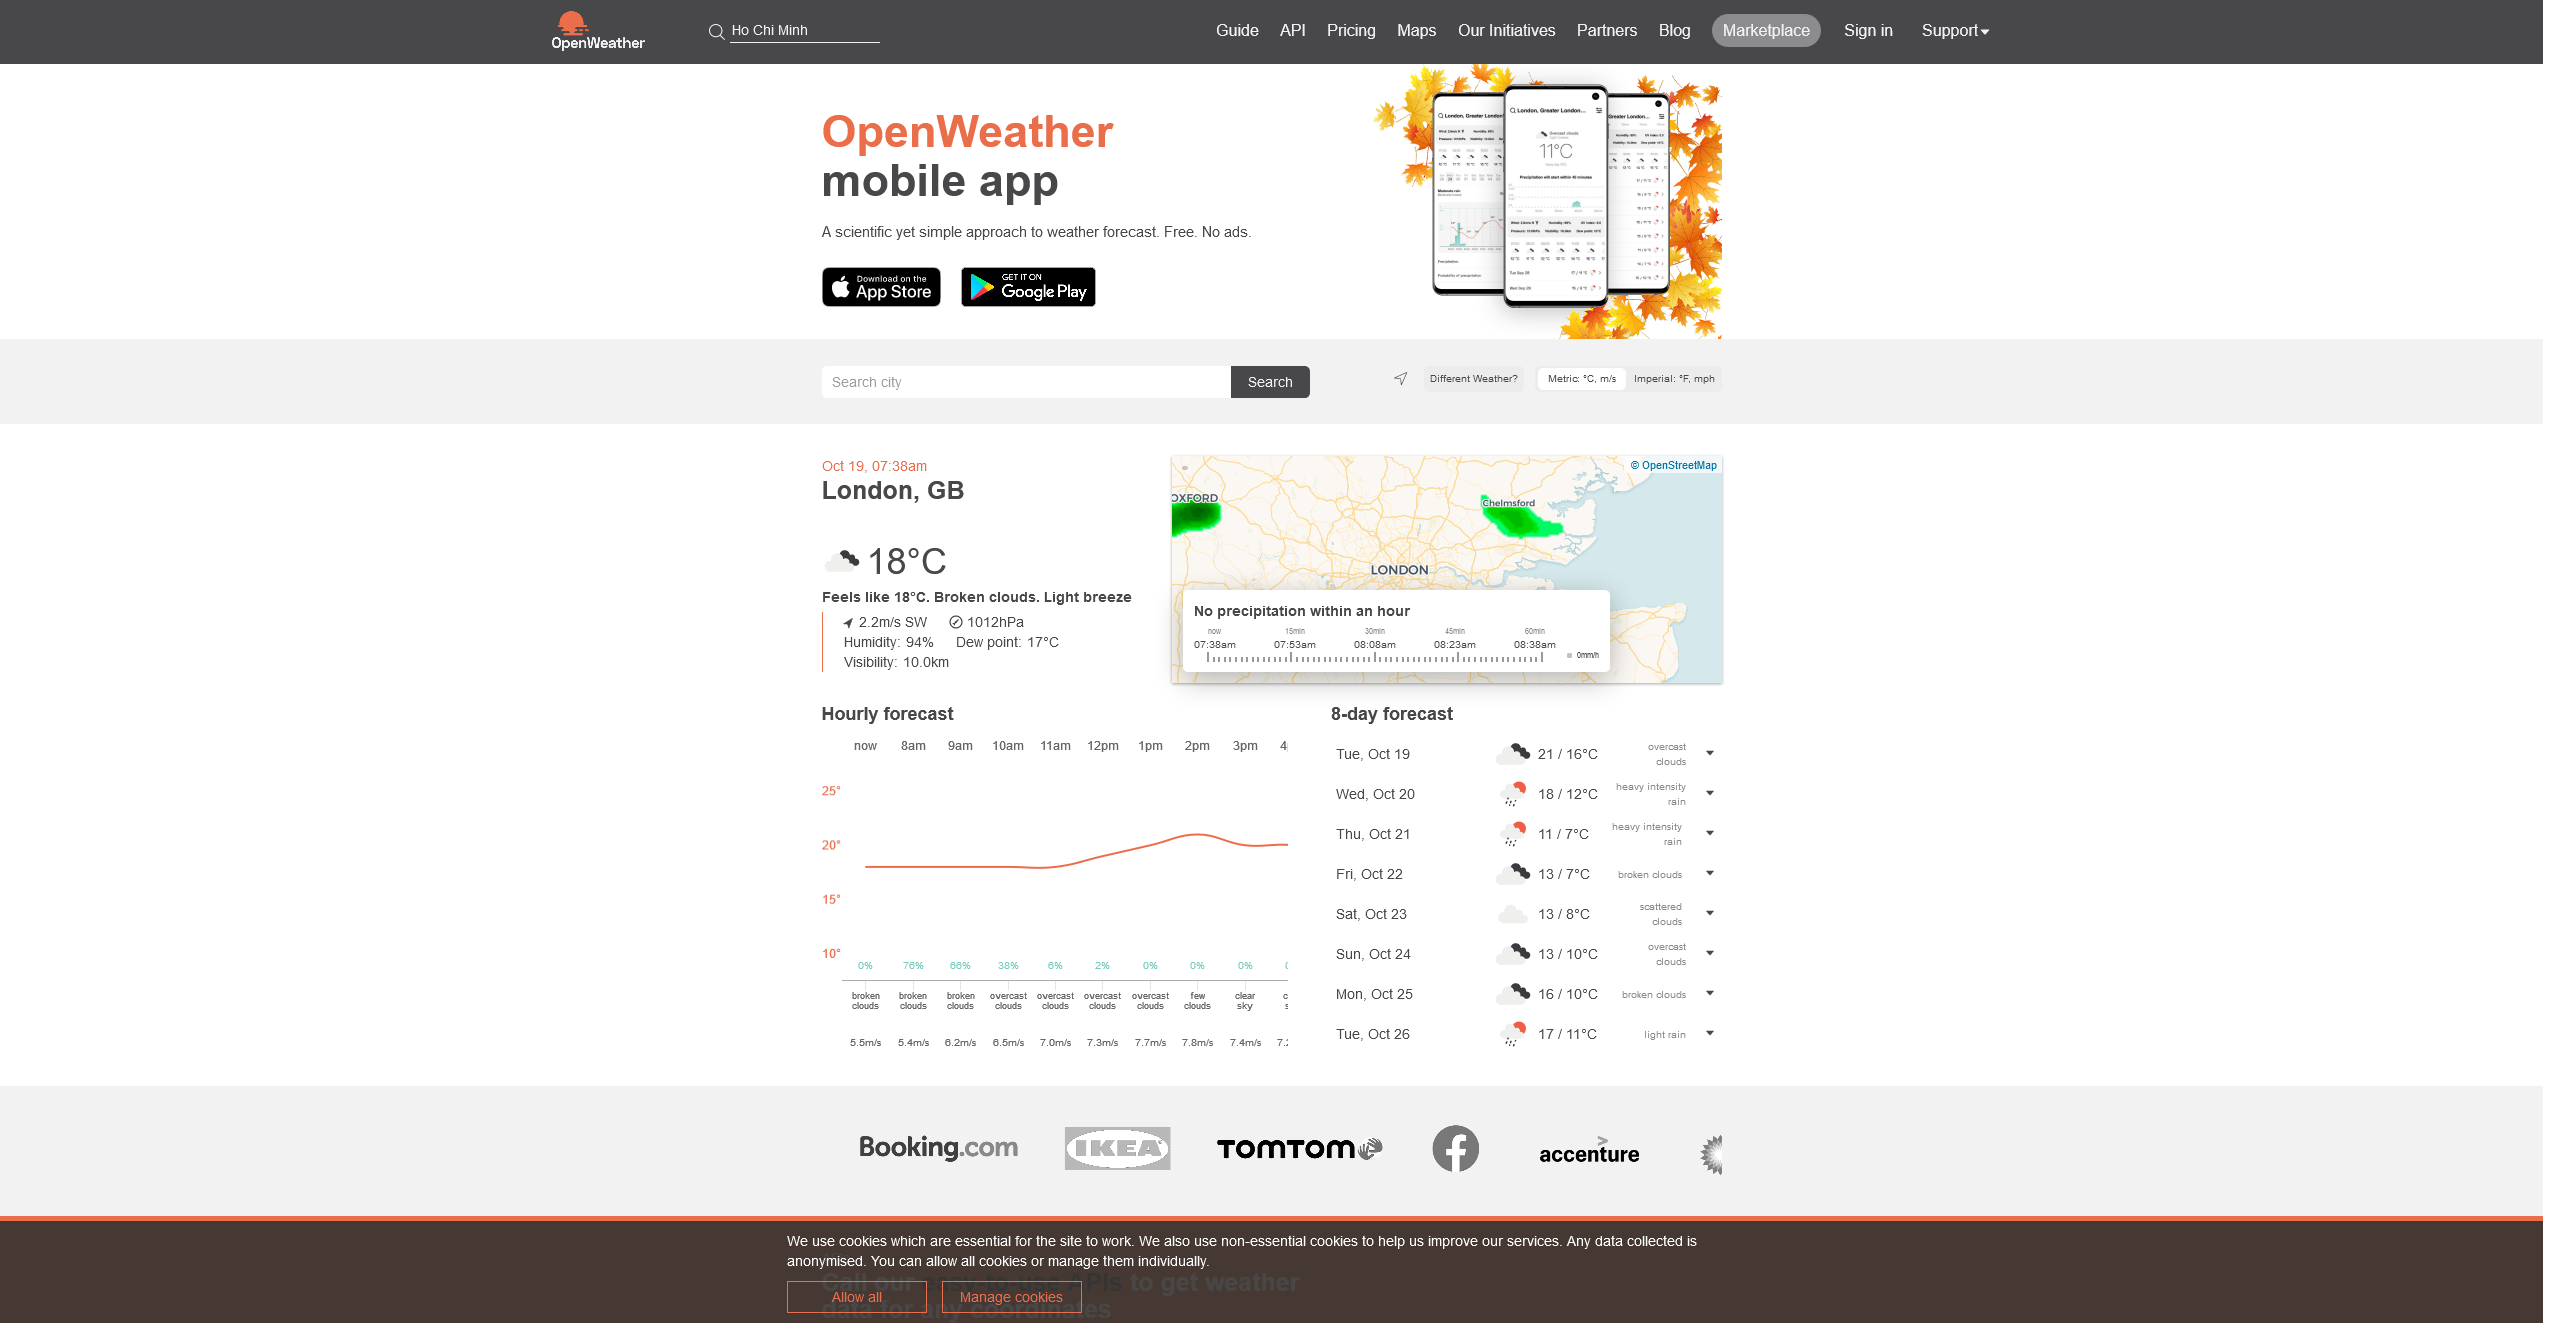 OpenWeather
Ho Chi Minh
Guide API Pricing Maps Our Initiatives Partners Blog Marketplace Sign in Support
OpenWeather
mobile app
A scientific yet simple approach to weather forecast. Free. No ads.
Download on the
App Store
GET IT ON
Google Play
London, Greater London...
Overcast clouds
11°C
Precipitation will start within 40 minutes
Search city
Search
Different Weather?
Metric: °C, m/s
Imperial: °F, mph
Oct 19, 07:38am
London, GB
18°C
Feels like 18°C. Broken clouds. Light breeze
2.2m/s SW 1012hPa
Humidity: 94% Dew point: 17°C
Visibility: 10.0km
© OpenStreetMap
OXFORD
Chelmsford
LONDON
No precipitation within an hour
now 15min 30min 45min 60min
07:38am 07:53am 08:08am 08:23am 08:38am
0mm/h
Hourly forecast
now 8am 9am 10am 11am 12pm 1pm 2pm 3pm
25°
20°
15°
10°
0% 76% 66% 38% 6% 2% 0% 0% 0%
broken broken broken overcast overcast overcast overcast few clear
clouds clouds clouds clouds clouds clouds clouds clouds sky
5.5m/s 5.4m/s 6.2m/s 6.5m/s 7.0m/s 7.3m/s 7.7m/s 7.8m/s 7.4m/s
8-day forecast
Tue, Oct 19 21 / 16°C overcast clouds
Wed, Oct 20 18 / 12°C heavy intensity rain
Thu, Oct 21 11 / 7°C heavy intensity rain
Fri, Oct 22 13 / 7°C broken clouds
Sat, Oct 23 13 / 8°C scattered clouds
Sun, Oct 24 13 / 10°C overcast clouds
Mon, Oct 25 16 / 10°C broken clouds
Tue, Oct 26 17 / 11°C light rain
Booking.com
IKEA
TOMTOM
accenture
We use cookies which are essential for the site to work. We also use non-essential cookies to help us improve our services. Any data collected is
anonymised. You can allow all cookies or manage them individually.
Call our easy-to-use APIs to get weather
data for any coordinates
Allow all
Manage cookies